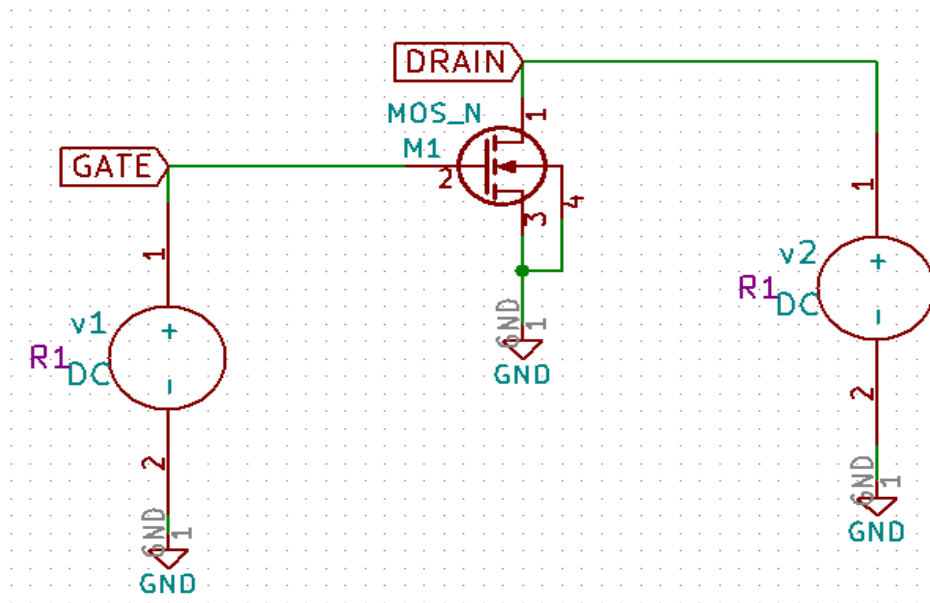 DRAIN
MOS_N
1
M1
GATE
2
4
3
1
1
v2
+
R1
DC
GND
1
GND
v1
+
R1
DC
2
2
GND
1
GND
GND
1
GND